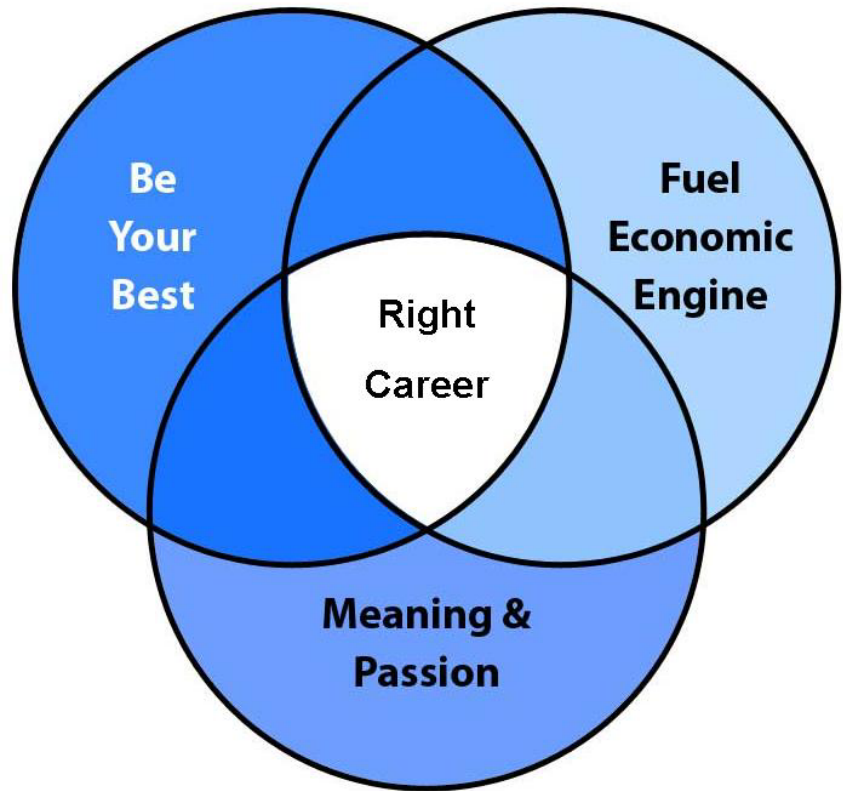 Be
Your
Best
Fuel
Economic
Engine
Right
Career
Meaning &
Passion